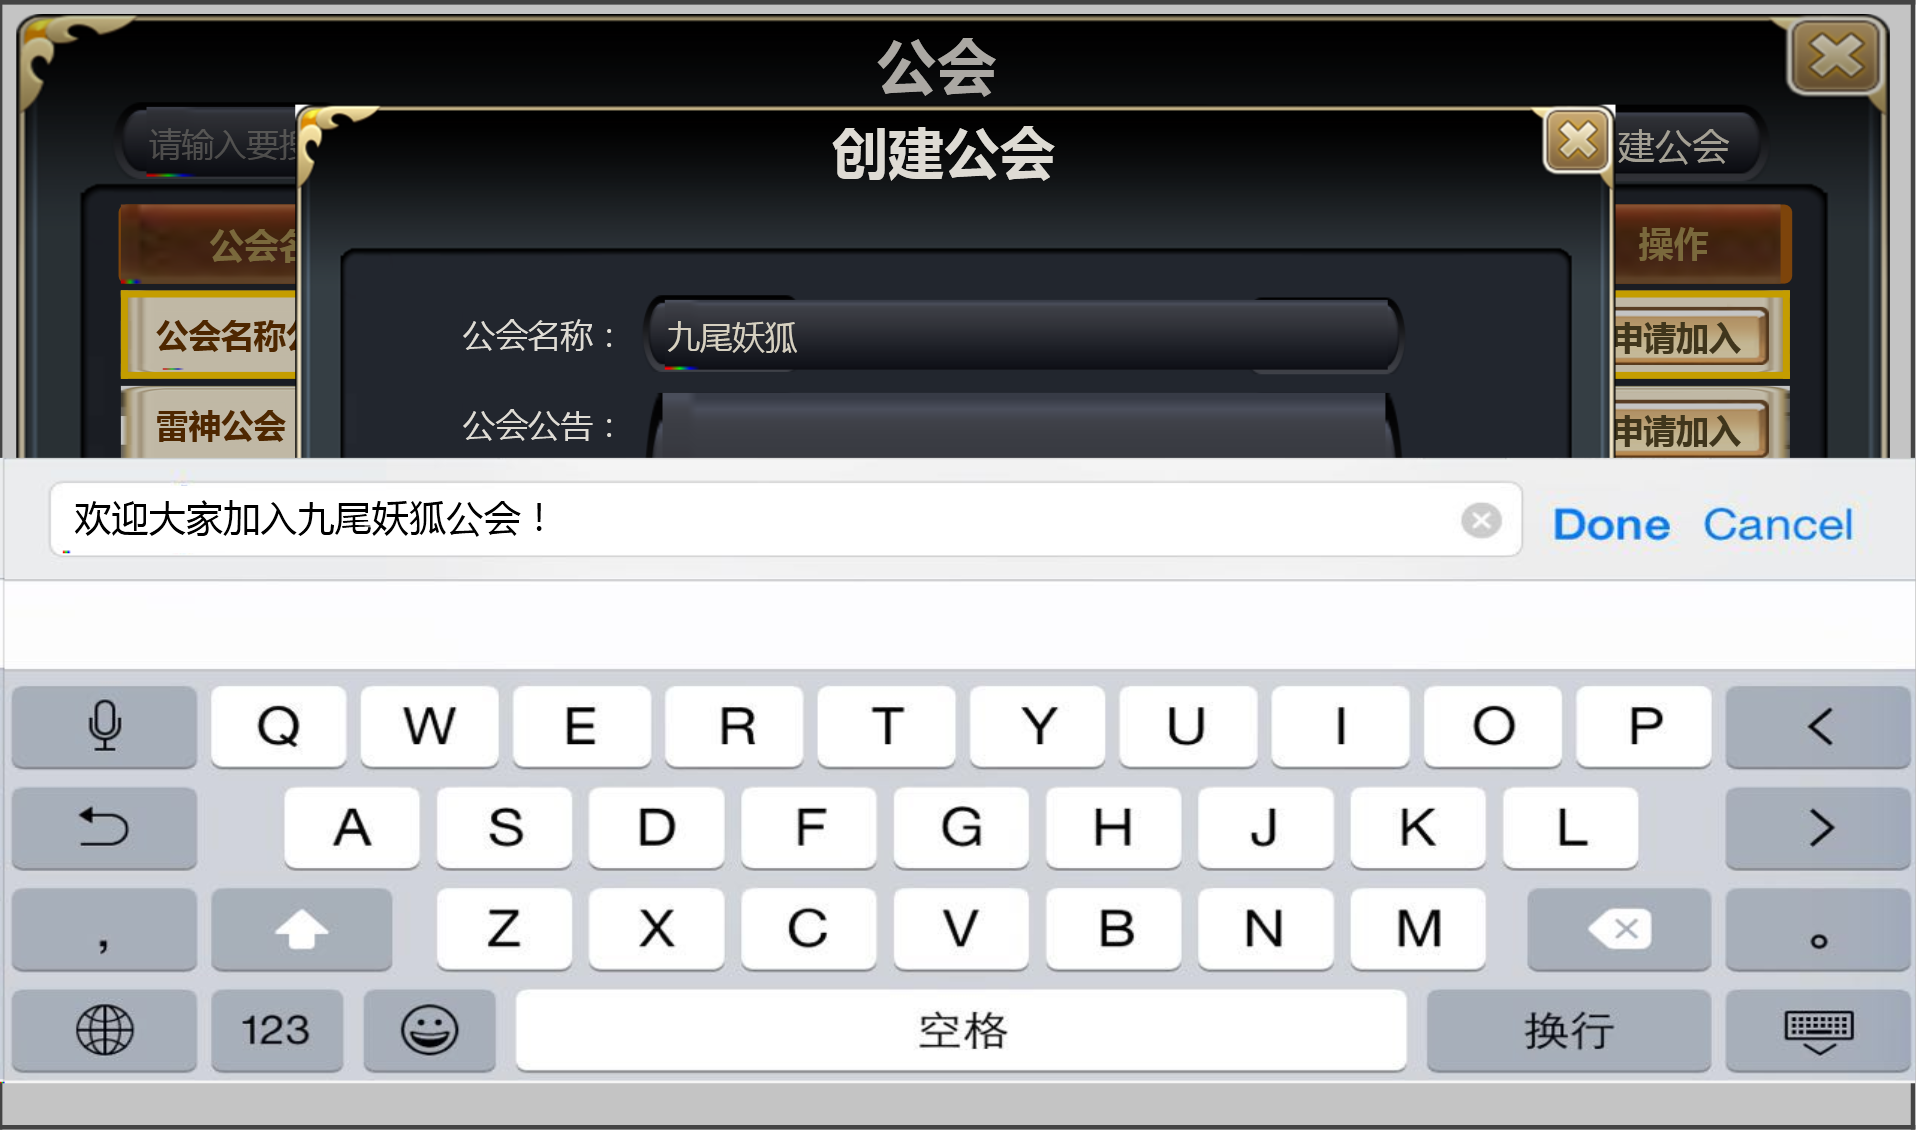 公会
请输入要搜
创建公会
建公会
公会名
操作
公会名称:
九尾妖狐
公会名称公
申请加入
公会公告:
雷神公会
申请加入
欢迎大家加入九尾妖狐公会!
Done
Cancel
Q W E R T Y U I O P <
A S D F G H J K L >
, Z X C V B N M 。
123
空格
换行